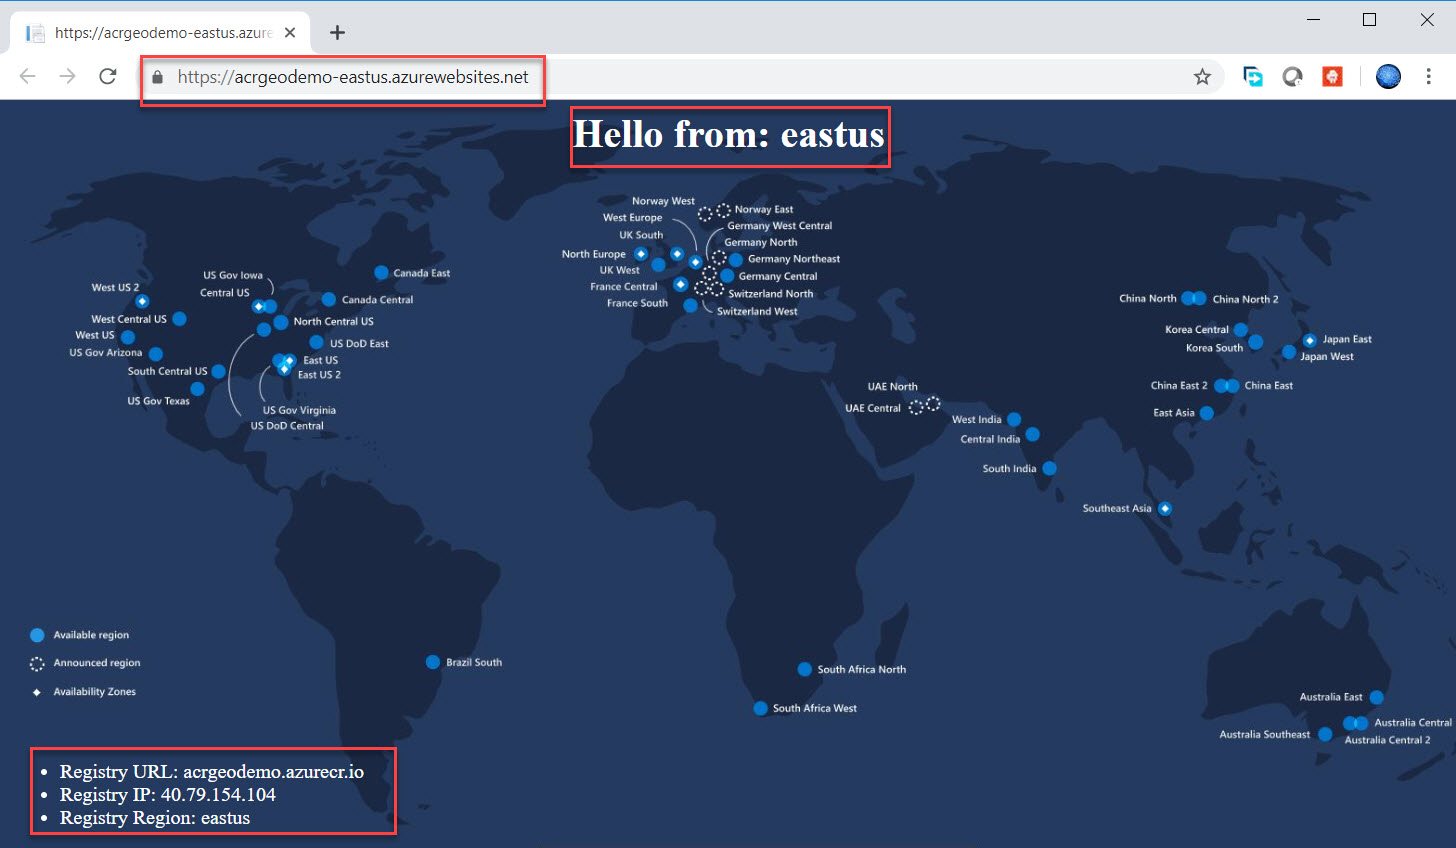 https://acrgeodemo-eastus.azure
https://acrgeodemo-eastus.azurewebsites.net
Hello from: eastus
Norway West
Norway East
West Europe
Germany West Central
UK South
Germany North
North Europe
Germany Northeast
UK West
Germany Central
France Central
Switzerland North
France South
Switzerland West
US Gov Iowa
Canada East
West US 2
Central US
Canada Central
West Central US
North Central US
West US
US DoD East
US Gov Arizona
East US
South Central US
East US 2
US Gov Texas
US Gov Virginia
US DoD Central
China North
China North 2
Korea Central
Japan East
Korea South
Japan West
UAE North
China East 2
China East
UAE Central
East Asia
West India
Central India
South India
Southeast Asia
Available region
Announced region
Availability Zones
Brazil South
South Africa North
South Africa West
Australia East
Australia Central
Australia Southeast
Australia Central 2
• Registry URL: acrgeodemo.azurecr.io
• Registry IP: 40.79.154.104
• Registry Region: eastus